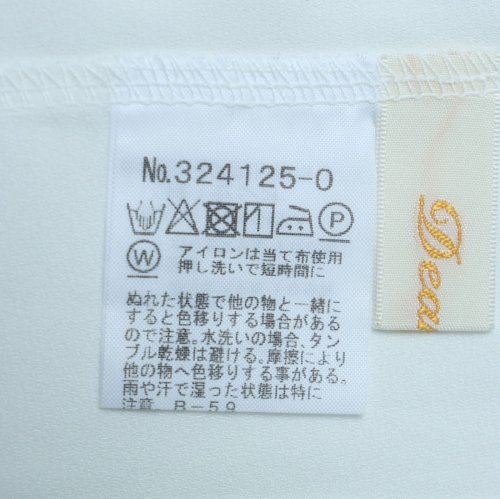 No.324125-0
P
W
アイロンは当て布使用
押し洗いで短時間に
ぬれた状態で他の物と一緒に
すると色移りする場合がある
ので注意。水洗いの場合、タン
ブル乾燥は避ける。摩擦により
他の物へ色移りする事がある。
雨や汗で湿った状態は特に
注意 R-59
Deas